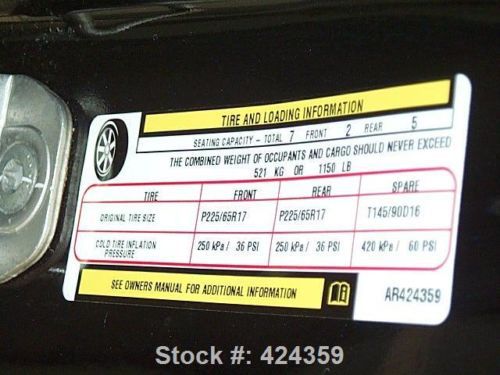 TIRE AND LOADING INFORMATION
SEATING CAPACITY - TOTAL 7 FRONT 2 REAR 5
THE COMBINED WEIGHT OF OCCUPANTS AND CARGO SHOULD NEVER EXCEED
521 KG OR 1150 LB
TIRE FRONT REAR SPARE
ORIGINAL TIRE SIZE P225/65R17 P225/65R17 T145/90D16
COLD TIRE INFLATION PRESSURE 250 kPa / 36 PSI 250 kPa / 36 PSI 420 kPa / 60 PSI
SEE OWNERS MANUAL FOR ADDITIONAL INFORMATION AR424359
Stock #: 424359